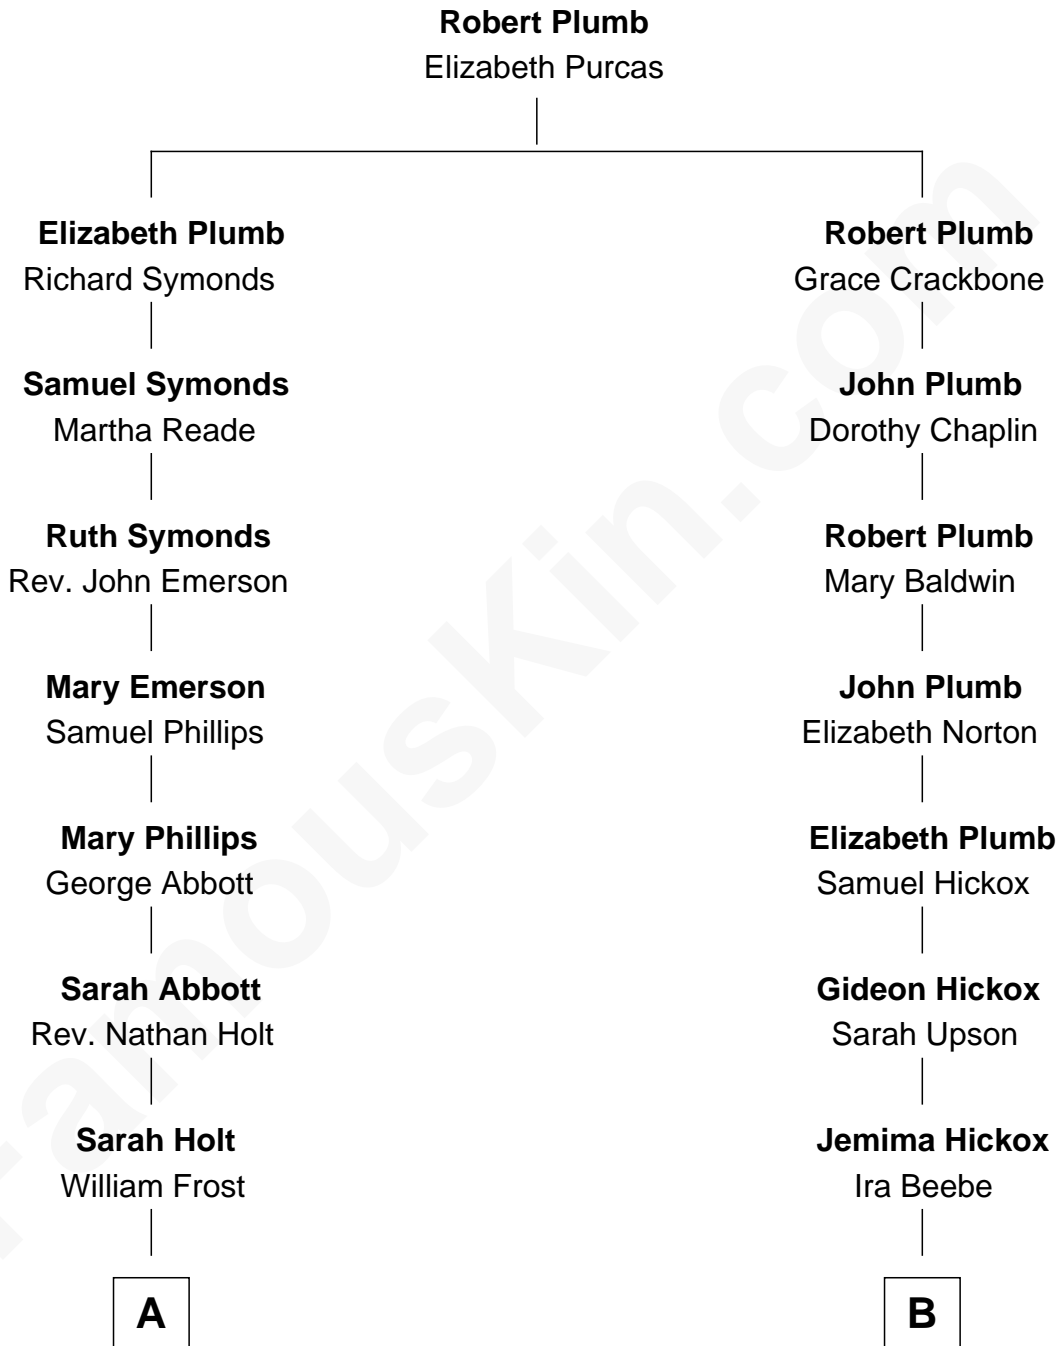 Robert Plumb
Elizabeth Purcas
Elizabeth Plumb
Richard Symonds
Samuel Symonds
Martha Reade
Ruth Symonds
Rev. John Emerson
Mary Emerson
Samuel Phillips
Mary Phillips
George Abbott
Sarah Abbott
Rev. Nathan Holt
Sarah Holt
William Frost
A
Robert Plumb
Grace Crackbone
John Plumb
Dorothy Chaplin
Robert Plumb
Mary Baldwin
John Plumb
Elizabeth Norton
Elizabeth Plumb
Samuel Hickox
Gideon Hickox
Sarah Upson
Jemima Hickox
Ira Beebe
B
FamousKin.com